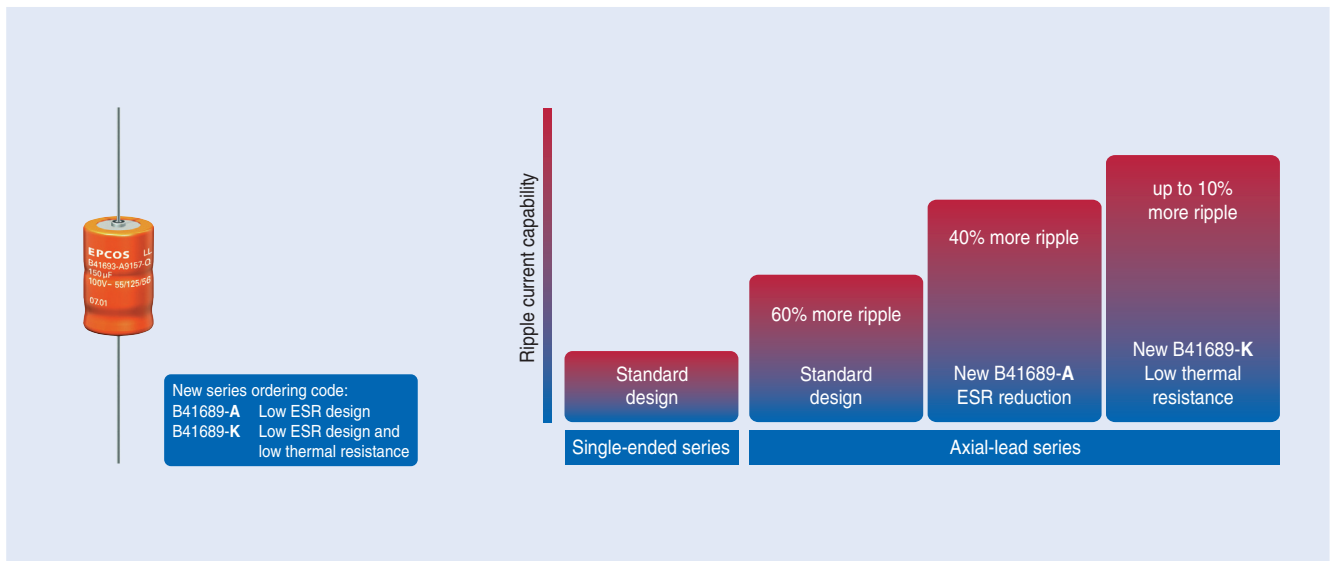 EPCOS LL
B41693-A9157-Q
150 µF
100V– 55/125/56
07.01
New series ordering code:
B41689-A Low ESR design
B41689-K Low ESR design and
low thermal resistance
Ripple current capability
Standard
design
Single-ended series
60% more ripple
Standard
design
40% more ripple
New B41689-A
ESR reduction
up to 10%
more ripple
New B41689-K
Low thermal
resistance
Axial-lead series